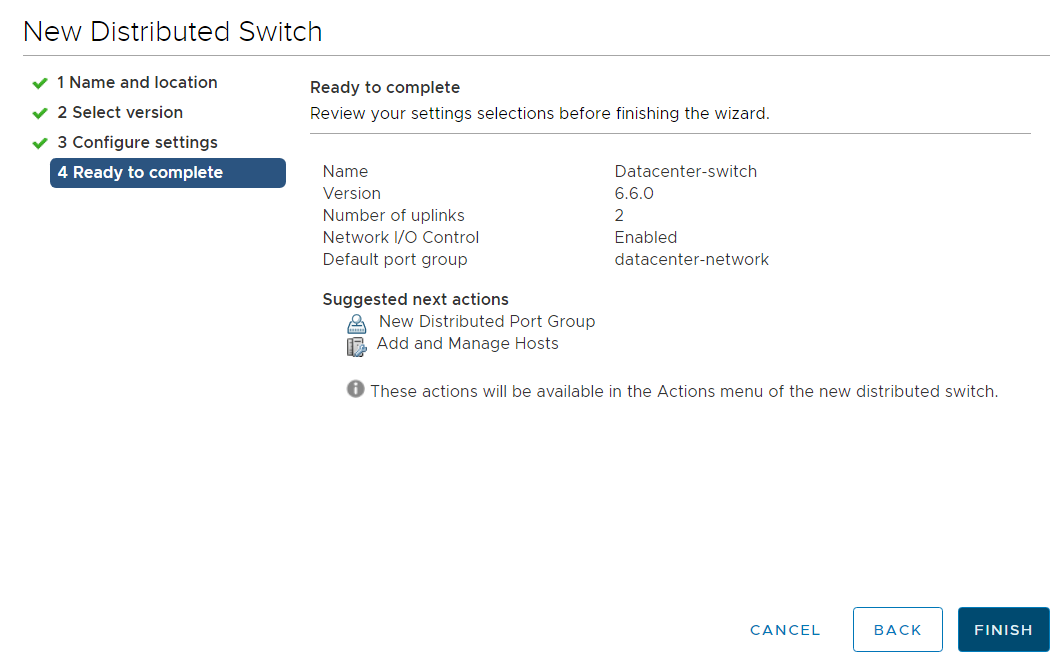 New Distributed Switch
1 Name and location
2 Select version
3 Configure settings
4 Ready to complete
Ready to complete
Review your settings selections before finishing the wizard.
Name Datacenter-switch
Version 6.6.0
Number of uplinks 2
Network I/O Control Enabled
Default port group datacenter-network
Suggested next actions
New Distributed Port Group
Add and Manage Hosts
These actions will be available in the Actions menu of the new distributed switch.
CANCEL BACK FINISH